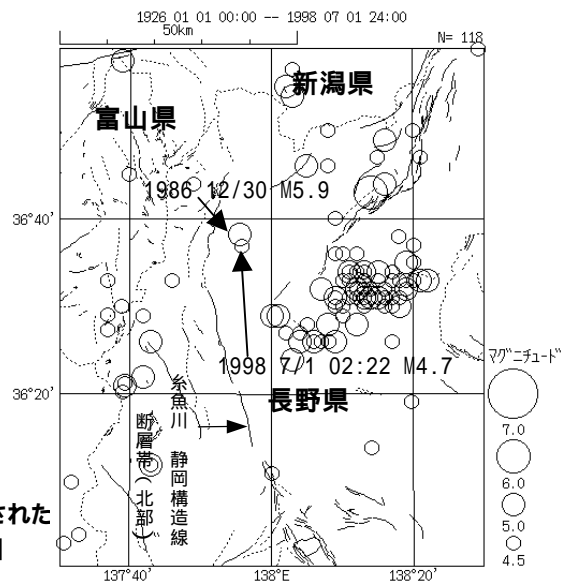 1926 01 01 00:00 -- 1998 07 01 24:00
50km
N= 118
新潟県
富山県
1986 12/30 M5.9
36°40'
1998 7/1 02:22 M4.7
マグニチュード
36°20'
長野県
7.0
6.0
5.0
4.5
糸魚川 静岡構造線
断層帯(北部)
された
137°40'
138°E
138°20'